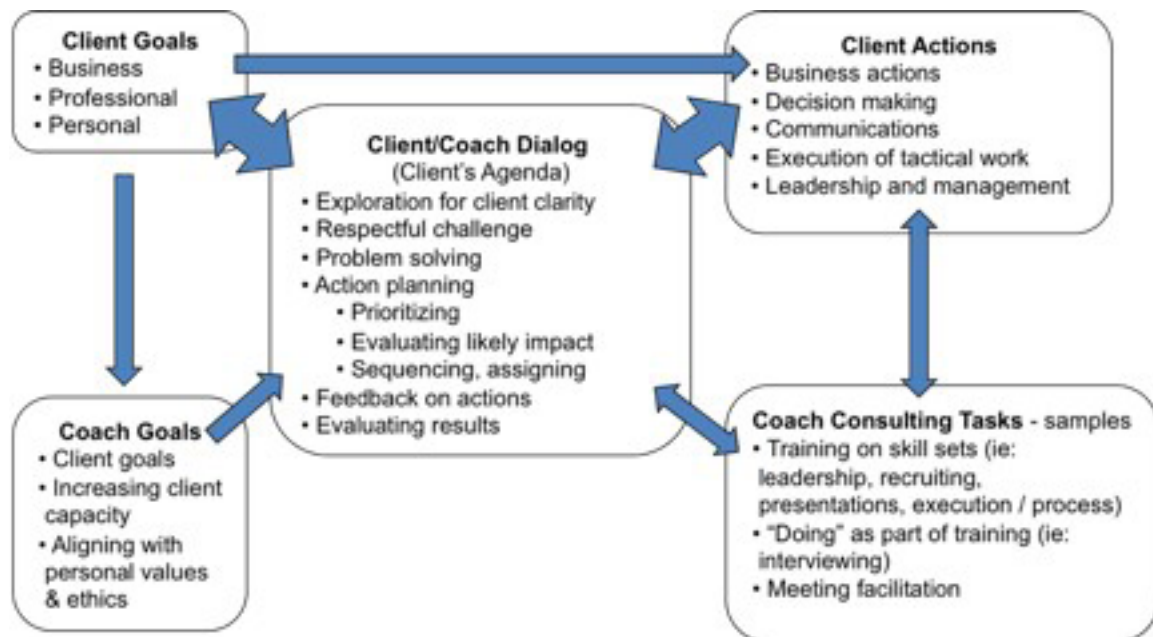 Client Goals
• Business
• Professional
• Personal
Client Actions
• Business actions
• Decision making
• Communications
• Execution of tactical work
• Leadership and management
Client/Coach Dialog
(Client's Agenda)
• Exploration for client clarity
• Respectful challenge
• Problem solving
• Action planning
• Prioritizing
• Evaluating likely impact
• Sequencing, assigning
• Feedback on actions
• Evaluating results
Coach Goals
• Client goals
• Increasing client
capacity
• Aligning with
personal values
& ethics
Coach Consulting Tasks - samples
• Training on skill sets (ie:
leadership, recruiting,
presentations, execution / process)
• “Doing” as part of training (ie:
interviewing)
• Meeting facilitation